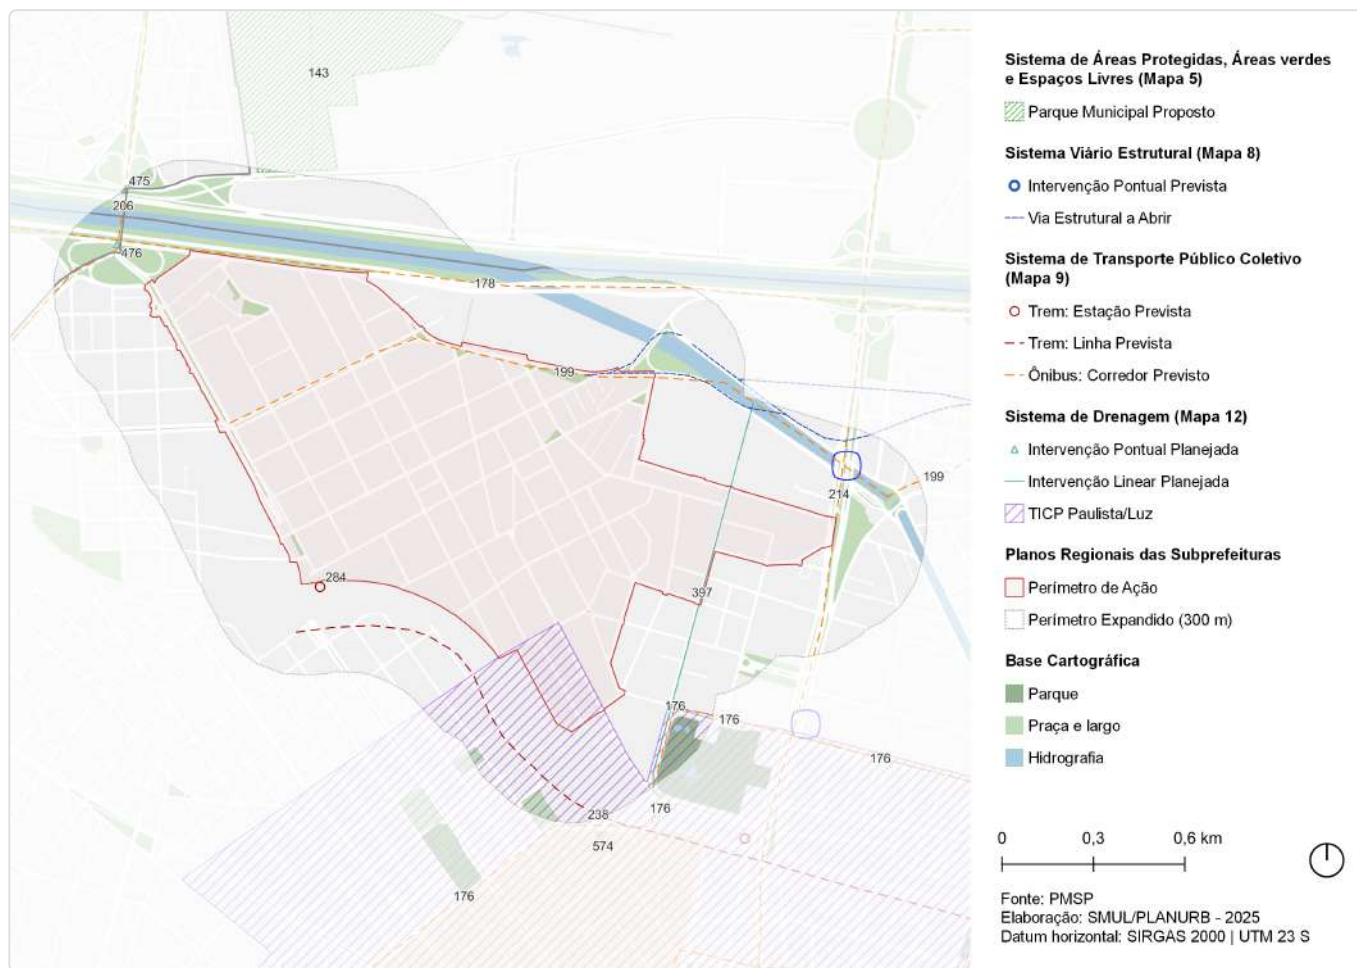 143
475
206
476
178
199
199
214
284
397
176
176
176
176
238
574
176
Sistema de Áreas Protegidas, Áreas verdes
e Espaços Livres (Mapa 5)
Parque Municipal Proposto
Sistema Viário Estrutural (Mapa 8)
Intervenção Pontual Prevista
Via Estrutural a Abrir
Sistema de Transporte Público Coletivo
(Mapa 9)
Trem: Estação Prevista
Trem: Linha Prevista
Ônibus: Corredor Previsto
Sistema de Drenagem (Mapa 12)
Intervenção Pontual Planejada
Intervenção Linear Planejada
TICP Paulista/Luz
Planos Regionais das Subprefeituras
Perímetro de Ação
Perímetro Expandido (300 m)
Base Cartográfica
Parque
Praça e largo
Hidrografia
0 0,3 0,6 km
Fonte: PMSP
Elaboração: SMUL/PLANURB - 2025
Datum horizontal: SIRGAS 2000 | UTM 23 S